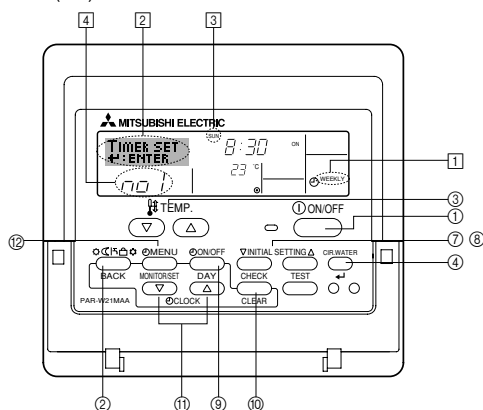 4 2 3
MITSUBISHI ELECTRIC
TIMER SET
↵:ENTER
SUN
8:30
ON
23 °C
WEEKLY
no 1
1
TEMP.
ON/OFF
③
①
⑫
⑦ ⑧
MENU
ON/OFF
▽ INITIAL SETTING △
CIR.WATER
④
BACK
MONITOR/SET
DAY
CHECK
TEST
↵
PAR-W21MAA
CLOCK
CLEAR
② ⑪ ⑨ ⑩